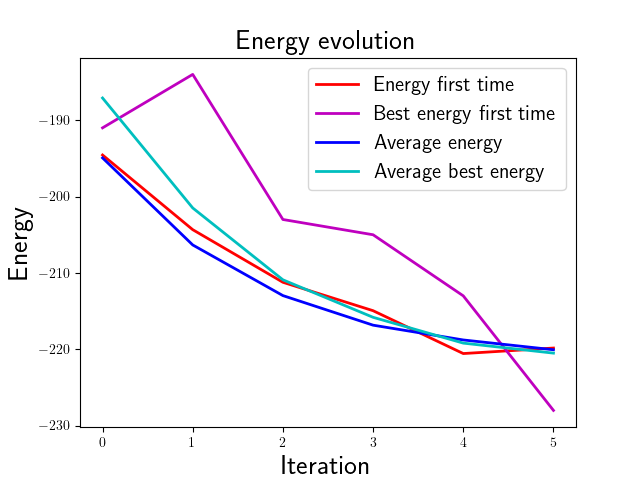 Energy evolution
Energy first time
Best energy first time
Average energy
Average best energy
Energy
−190
−200
−210
−220
−230
0 1 2 3 4 5
Iteration